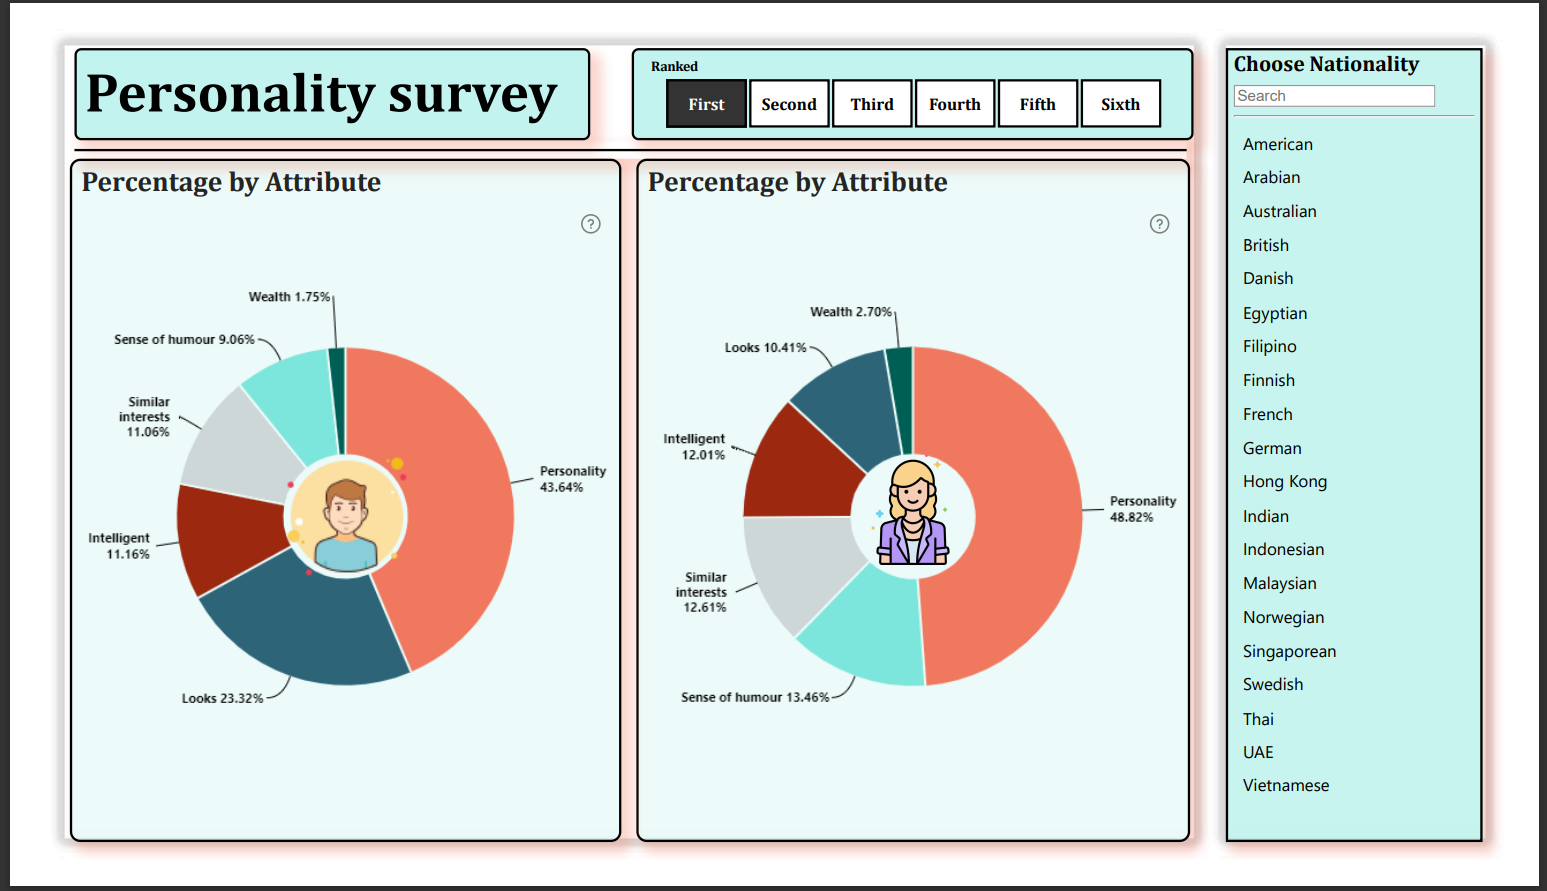 Personality survey
Ranked
First
Second
Third
Fourth
Fifth
Sixth
Percentage by Attribute
?
Wealth 1.75%
Sense of humour 9.06%
Similar
interests
11.06%
Intelligent
11.16%
Looks 23.32%
Personality
43.64%
Percentage by Attribute
?
Wealth 2.70%
Looks 10.41%
Intelligent
12.01%
Similar
interests
12.61%
Sense of humour 13.46%
Personality
48.82%
Choose Nationality
Search
American
Arabian
Australian
British
Danish
Egyptian
Filipino
Finnish
French
German
Hong Kong
Indian
Indonesian
Malaysian
Norwegian
Singaporean
Swedish
Thai
UAE
Vietnamese